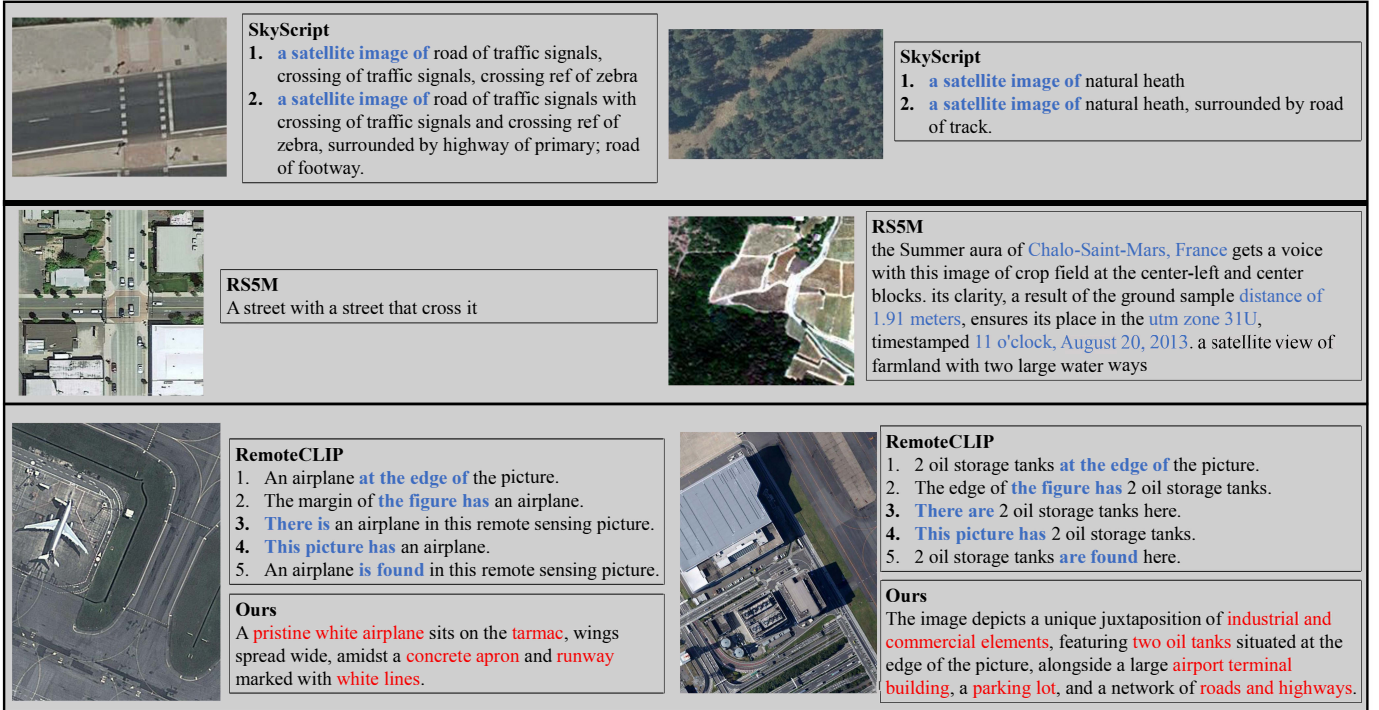 SkyScript
1. a satellite image of road of traffic signals,
crossing of traffic signals, crossing ref of zebra
2. a satellite image of road of traffic signals with
crossing of traffic signals and crossing ref of
zebra, surrounded by highway of primary; road
of footway.
SkyScript
1. a satellite image of natural heath
2. a satellite image of natural heath, surrounded by road
of track.
RS5M
A street with a street that cross it
RS5M
the Summer aura of Chalo-Saint-Mars, France gets a voice
with this image of crop field at the center-left and center
blocks. its clarity, a result of the ground sample distance of
1.91 meters, ensures its place in the utm zone 31U,
timestamped 11 o'clock, August 20, 2013. a satellite view of
farmland with two large water ways
RemoteCLIP
1. An airplane at the edge of the picture.
2. The margin of the figure has an airplane.
3. There is an airplane in this remote sensing picture.
4. This picture has an airplane.
5. An airplane is found in this remote sensing picture.
Ours
A pristine white airplane sits on the tarmac, wings
spread wide, amidst a concrete apron and runway
marked with white lines.
RemoteCLIP
1. 2 oil storage tanks at the edge of the picture.
2. The edge of the figure has 2 oil storage tanks.
3. There are 2 oil storage tanks here.
4. This picture has 2 oil storage tanks.
5. 2 oil storage tanks are found here.
Ours
The image depicts a unique juxtaposition of industrial and
commercial elements, featuring two oil tanks situated at the
edge of the picture, alongside a large airport terminal
building, a parking lot, and a network of roads and highways.